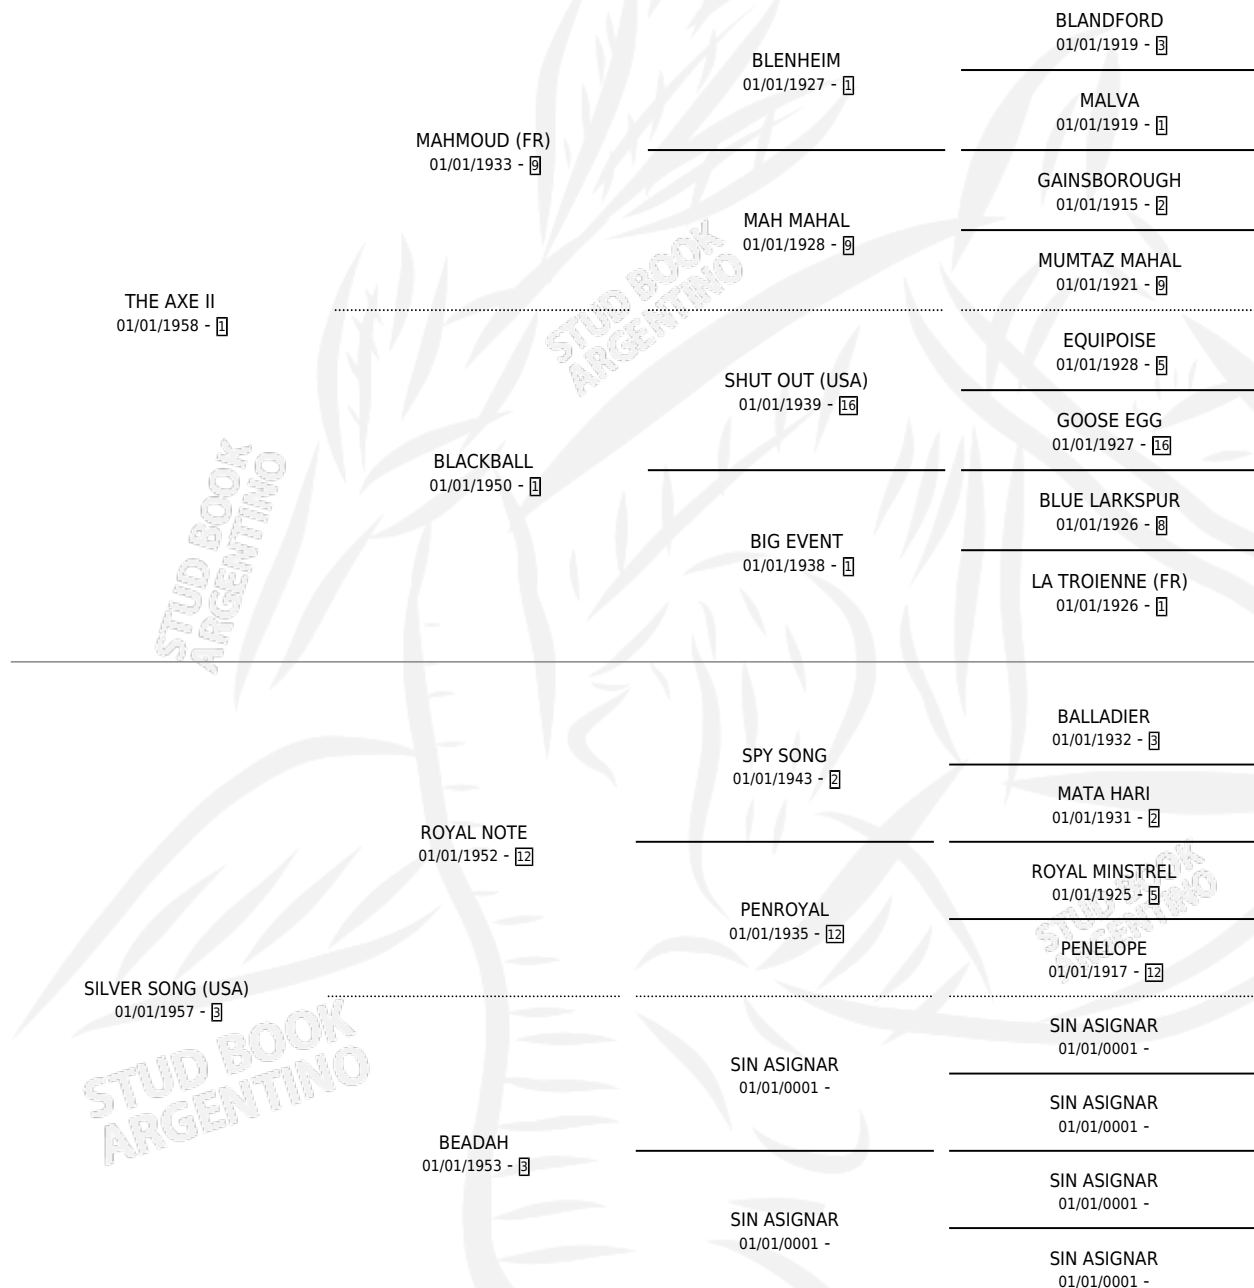 BLANDFORD
01/01/1919 - 3
BLENHEIM
01/01/1927 - 1
MALVA
01/01/1919 - 1
MAHMOUD (FR)
01/01/1933 - 9
GAINSBOROUGH
01/01/1915 - 2
MAH MAHAL
01/01/1928 - 9
MUMTAZ MAHAL
01/01/1921 - 9
THE AXE II
01/01/1958 - 1
EQUIPOISE
01/01/1928 - 5
SHUT OUT (USA)
01/01/1939 - 16
GOOSE EGG
01/01/1927 - 16
BLACKBALL
01/01/1950 - 1
BLUE LARKSPUR
01/01/1926 - 8
BIG EVENT
01/01/1938 - 1
LA TROIENNE (FR)
01/01/1926 - 1
BALLADIER
01/01/1932 - 3
SPY SONG
01/01/1943 - 2
MATA HARI
01/01/1931 - 2
ROYAL NOTE
01/01/1952 - 12
ROYAL MINSTREL
01/01/1925 - 5
PENROYAL
01/01/1935 - 12
PENELOPE
01/01/1917 - 12
SILVER SONG (USA)
01/01/1957 - 3
SIN ASIGNAR
01/01/0001 -
SIN ASIGNAR
01/01/0001 -
SIN ASIGNAR
01/01/0001 -
BEADAH
01/01/1953 - 3
SIN ASIGNAR
01/01/0001 -
SIN ASIGNAR
01/01/0001 -
SIN ASIGNAR
01/01/0001 -
STUD BOOK
ARGENTINO
STUD BOOK
ARGENTINO
STUD BOOK
ARGENTINO
STUD BOOK
ARGENTINO